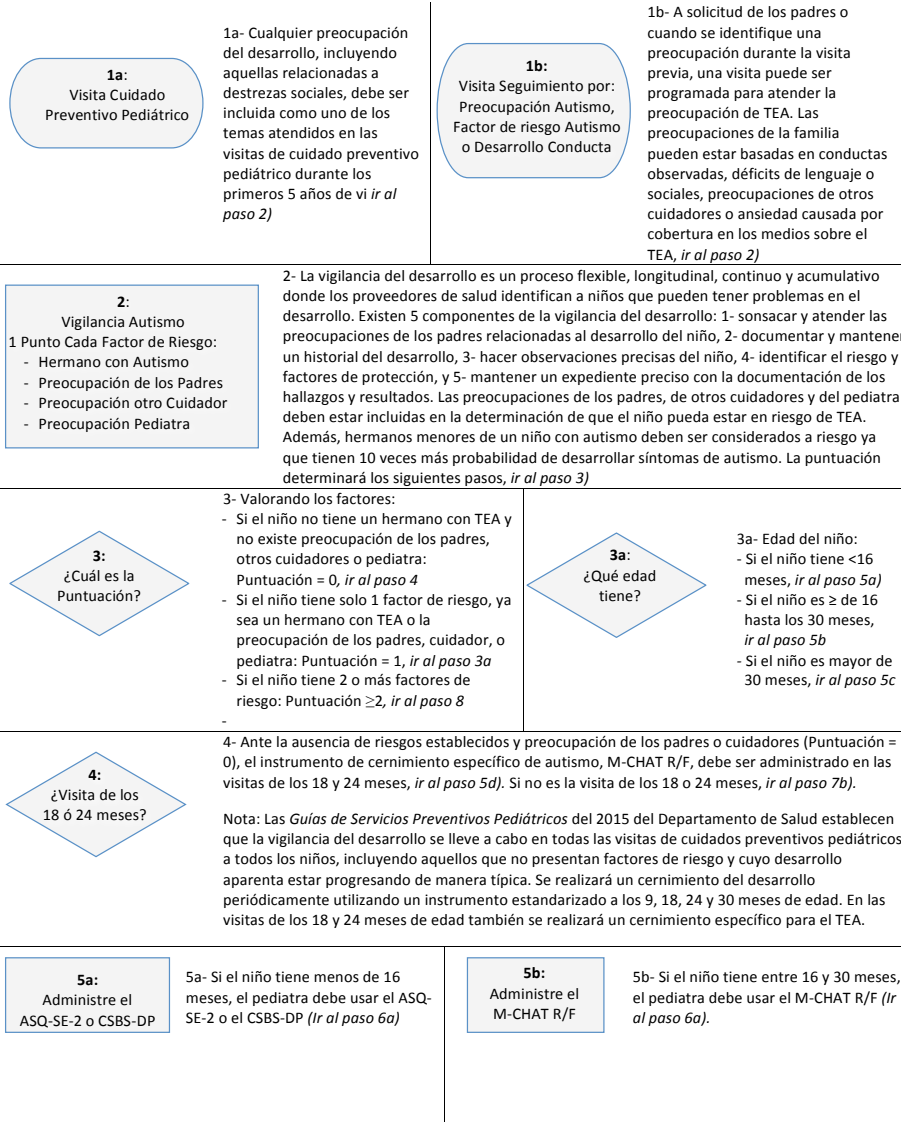 1a:
Visita Cuidado
Preventivo Pediátrico
1a- Cualquier preocupación
del desarrollo, incluyendo
aquellas relacionadas a
destrezas sociales, debe ser
incluida como uno de los
temas atendidos en las
visitas de cuidado preventivo
pediátrico durante los
primeros 5 años de vi ir al
paso 2)
1b:
Visita Seguimiento por:
Preocupación Autismo,
Factor de riesgo Autismo
o Desarrollo Conducta
1b- A solicitud de los padres o
cuando se identifique una
preocupación durante la visita
previa, una visita puede ser
programada para atender la
preocupación de TEA. Las
preocupaciones de la familia
pueden estar basadas en conductas
observadas, déficits de lenguaje o
sociales, preocupaciones de otros
cuidadores o ansiedad causada por
cobertura en los medios sobre el
TEA, ir al paso 2)
2:
Vigilancia Autismo
1 Punto Cada Factor de Riesgo:
- Hermano con Autismo
- Preocupación de los Padres
- Preocupación otro Cuidador
- Preocupación Pediatra
2- La vigilancia del desarrollo es un proceso flexible, longitudinal, continuo y acumulativo
donde los proveedores de salud identifican a niños que pueden tener problemas en el
desarrollo. Existen 5 componentes de la vigilancia del desarrollo: 1- sonsacar y atender las
preocupaciones de los padres relacionadas al desarrollo del niño, 2- documentar y mantener
un historial del desarrollo, 3- hacer observaciones precisas del niño, 4- identificar el riesgo y
factores de protección, y 5- mantener un expediente preciso con la documentación de los
hallazgos y resultados. Las preocupaciones de los padres, de otros cuidadores y del pediatra
deben estar incluidas en la determinación de que el niño pueda estar en riesgo de TEA.
Además, hermanos menores de un niño con autismo deben ser considerados a riesgo ya
que tienen 10 veces más probabilidad de desarrollar síntomas de autismo. La puntuación
determinará los siguientes pasos, ir al paso 3)
3:
¿Cuál es la
Puntuación?
3- Valorando los factores:
- Si el niño no tiene un hermano con TEA y
no existe preocupación de los padres,
otros cuidadores o pediatra:
Puntuación = 0, ir al paso 4
- Si el niño tiene solo 1 factor de riesgo, ya
sea un hermano con TEA o la
preocupación de los padres, cuidador, o
pediatra: Puntuación = 1, ir al paso 3a
- Si el niño tiene 2 o más factores de
riesgo: Puntuación ≥2, ir al paso 8
-
3a:
¿Qué edad
tiene?
3a- Edad del niño:
- Si el niño tiene <16
meses, ir al paso 5a)
- Si el niño es ≥ de 16
hasta los 30 meses,
ir al paso 5b
- Si el niño es mayor de
30 meses, ir al paso 5c
4:
¿Visita de los
18 ó 24 meses?
4- Ante la ausencia de riesgos establecidos y preocupación de los padres o cuidadores (Puntuación =
0), el instrumento de cernimiento específico de autismo, M-CHAT R/F, debe ser administrado en las
visitas de los 18 y 24 meses, ir al paso 5d). Si no es la visita de los 18 o 24 meses, ir al paso 7b).
Nota: Las Guías de Servicios Preventivos Pediátricos del 2015 del Departamento de Salud establecen
que la vigilancia del desarrollo se lleve a cabo en todas las visitas de cuidados preventivos pediátricos
a todos los niños, incluyendo aquellos que no presentan factores de riesgo y cuyo desarrollo
aparenta estar progresando de manera típica. Se realizará un cernimiento del desarrollo
periódicamente utilizando un instrumento estandarizado a los 9, 18, 24 y 30 meses de edad. En las
visitas de los 18 y 24 meses de edad también se realizará un cernimiento específico para el TEA.
5a:
Administre el
ASQ-SE-2 o CSBS-DP
5a- Si el niño tiene menos de 16
meses, el pediatra debe usar el ASQ-
SE-2 o el CSBS-DP (Ir al paso 6a)
5b:
Administre el
M-CHAT R/F
5b- Si el niño tiene entre 16 y 30 meses,
el pediatra debe usar el M-CHAT R/F (Ir
al paso 6a).